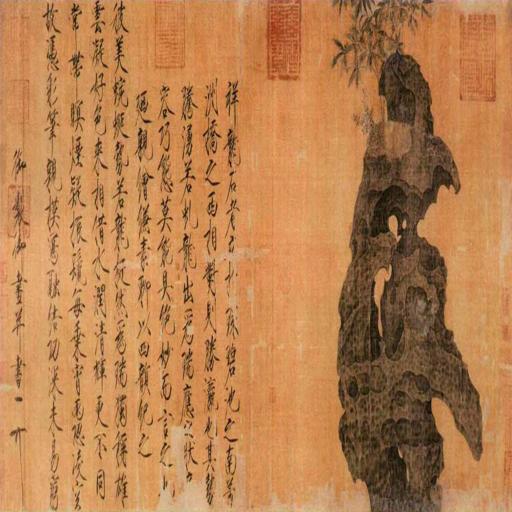 祥龍石者立於環碧池之南芳
洲橋之西相對則勝瀛也其勢
騰湧若虬龍出為瑞應之狀奇
容巧態莫能具絕妙而言之也
廼親繪縑素聊以四韻紀之
彼美蜿蜒勢若龍挺然為瑞獨稱雄
雲凝好色來相借水潤清輝更不同
常帶暝煙疑振鬣每乘宵雨恐凌空
故憑彩筆親模寫融結功深未易窮
御製御畫并書